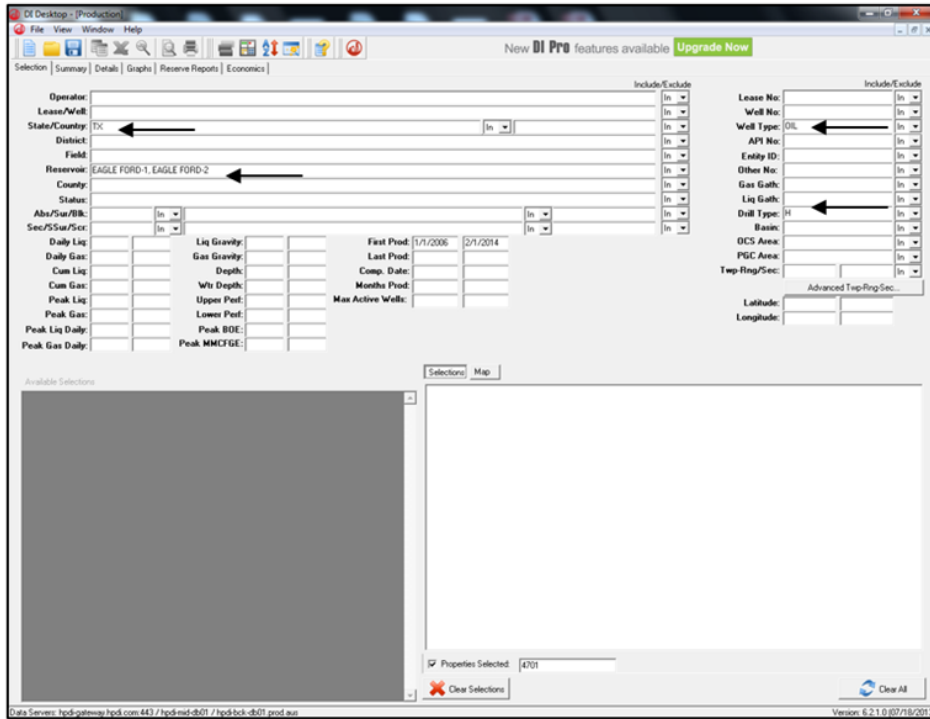 DI Desktop - [Production]
File View Window Help
New DI Pro features available Upgrade Now
Selection Summary Details Graphs Reserve Reports Economics
Include/Exclude Include/Exclude
Operator: In Lease No: In
Lease/Well: In Well No: In
State/Country: TX In In Well Type: OIL In
District: In API No: In
Field: In Entity ID: In
Reservoir: EAGLE FORD-1, EAGLE FORD-2 In Other No: In
County: In Gas Gath: In
Status: In Liq Gath: In
Abs/Sur/Blk: In In In Drill Type: H In
Sec/SSur/Scr: In In In Basin: In
Daily Liq: Liq Gravity: First Prod: 1/1/2006 2/1/2014 OCS Area: In
Daily Gas: Gas Gravity: Last Prod: PGC Area: In
Cum Liq: Depth: Comp. Date: Twp-Rng/Sec: In
Cum Gas: Wtr Depth: Months Prod: Advanced Twp-Rng-Sec...
Peak Liq: Upper Perf: Max Active Wells: Latitude:
Peak Gas: Lower Perf: Longitude:
Peak Liq Daily: Peak BOE:
Peak Gas Daily: Peak MMCFGE:
Available Selections Selections Map
Properties Selected: 4701
Clear Selections Clear All
Data Servers: hpdi-gateway.hpdi.com:443 / hpdi-mid-db01 / hpdi-bck-db01.prod.aus Version: 6.2.1.0 (07/18/201